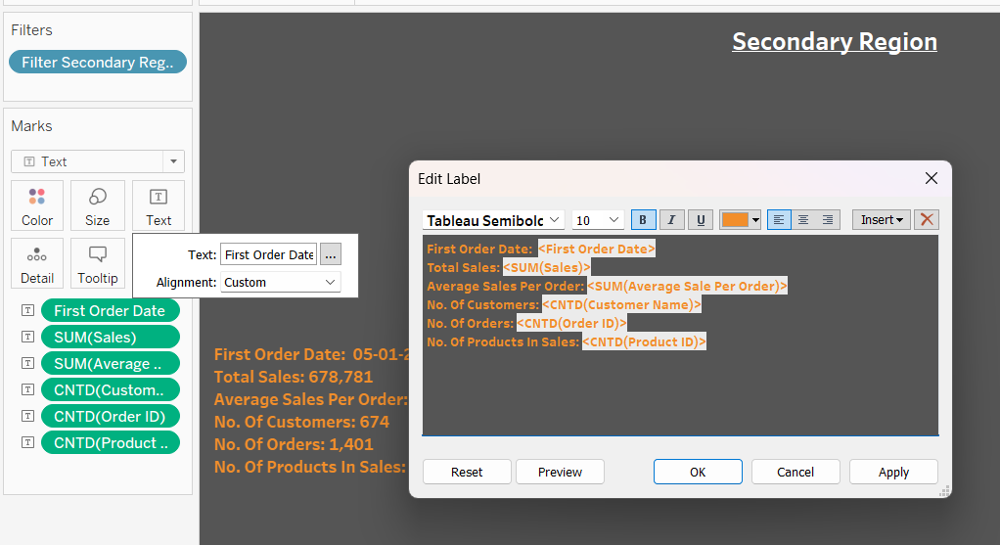 Filters
Filter Secondary Reg..
Marks
Text
Color
Size
Text
Detail
Tooltip
Text: First Order Date ...
Alignment: Custom
First Order Date
SUM(Sales)
SUM(Average ..
CNTD(Custom..
CNTD(Order ID)
CNTD(Product ..
Secondary Region
First Order Date: 05-01-2
Total Sales: 678,781
Average Sales Per Order:
No. Of Customers: 674
No. Of Orders: 1,401
No. Of Products In Sales:
Edit Label
Tableau Semibold 10 B I U Insert
First Order Date: <First Order Date>
Total Sales: <SUM(Sales)>
Average Sales Per Order: <SUM(Average Sale Per Order)>
No. Of Customers: <CNTD(Customer Name)>
No. Of Orders: <CNTD(Order ID)>
No. Of Products In Sales: <CNTD(Product ID)>
Reset
Preview
OK
Cancel
Apply